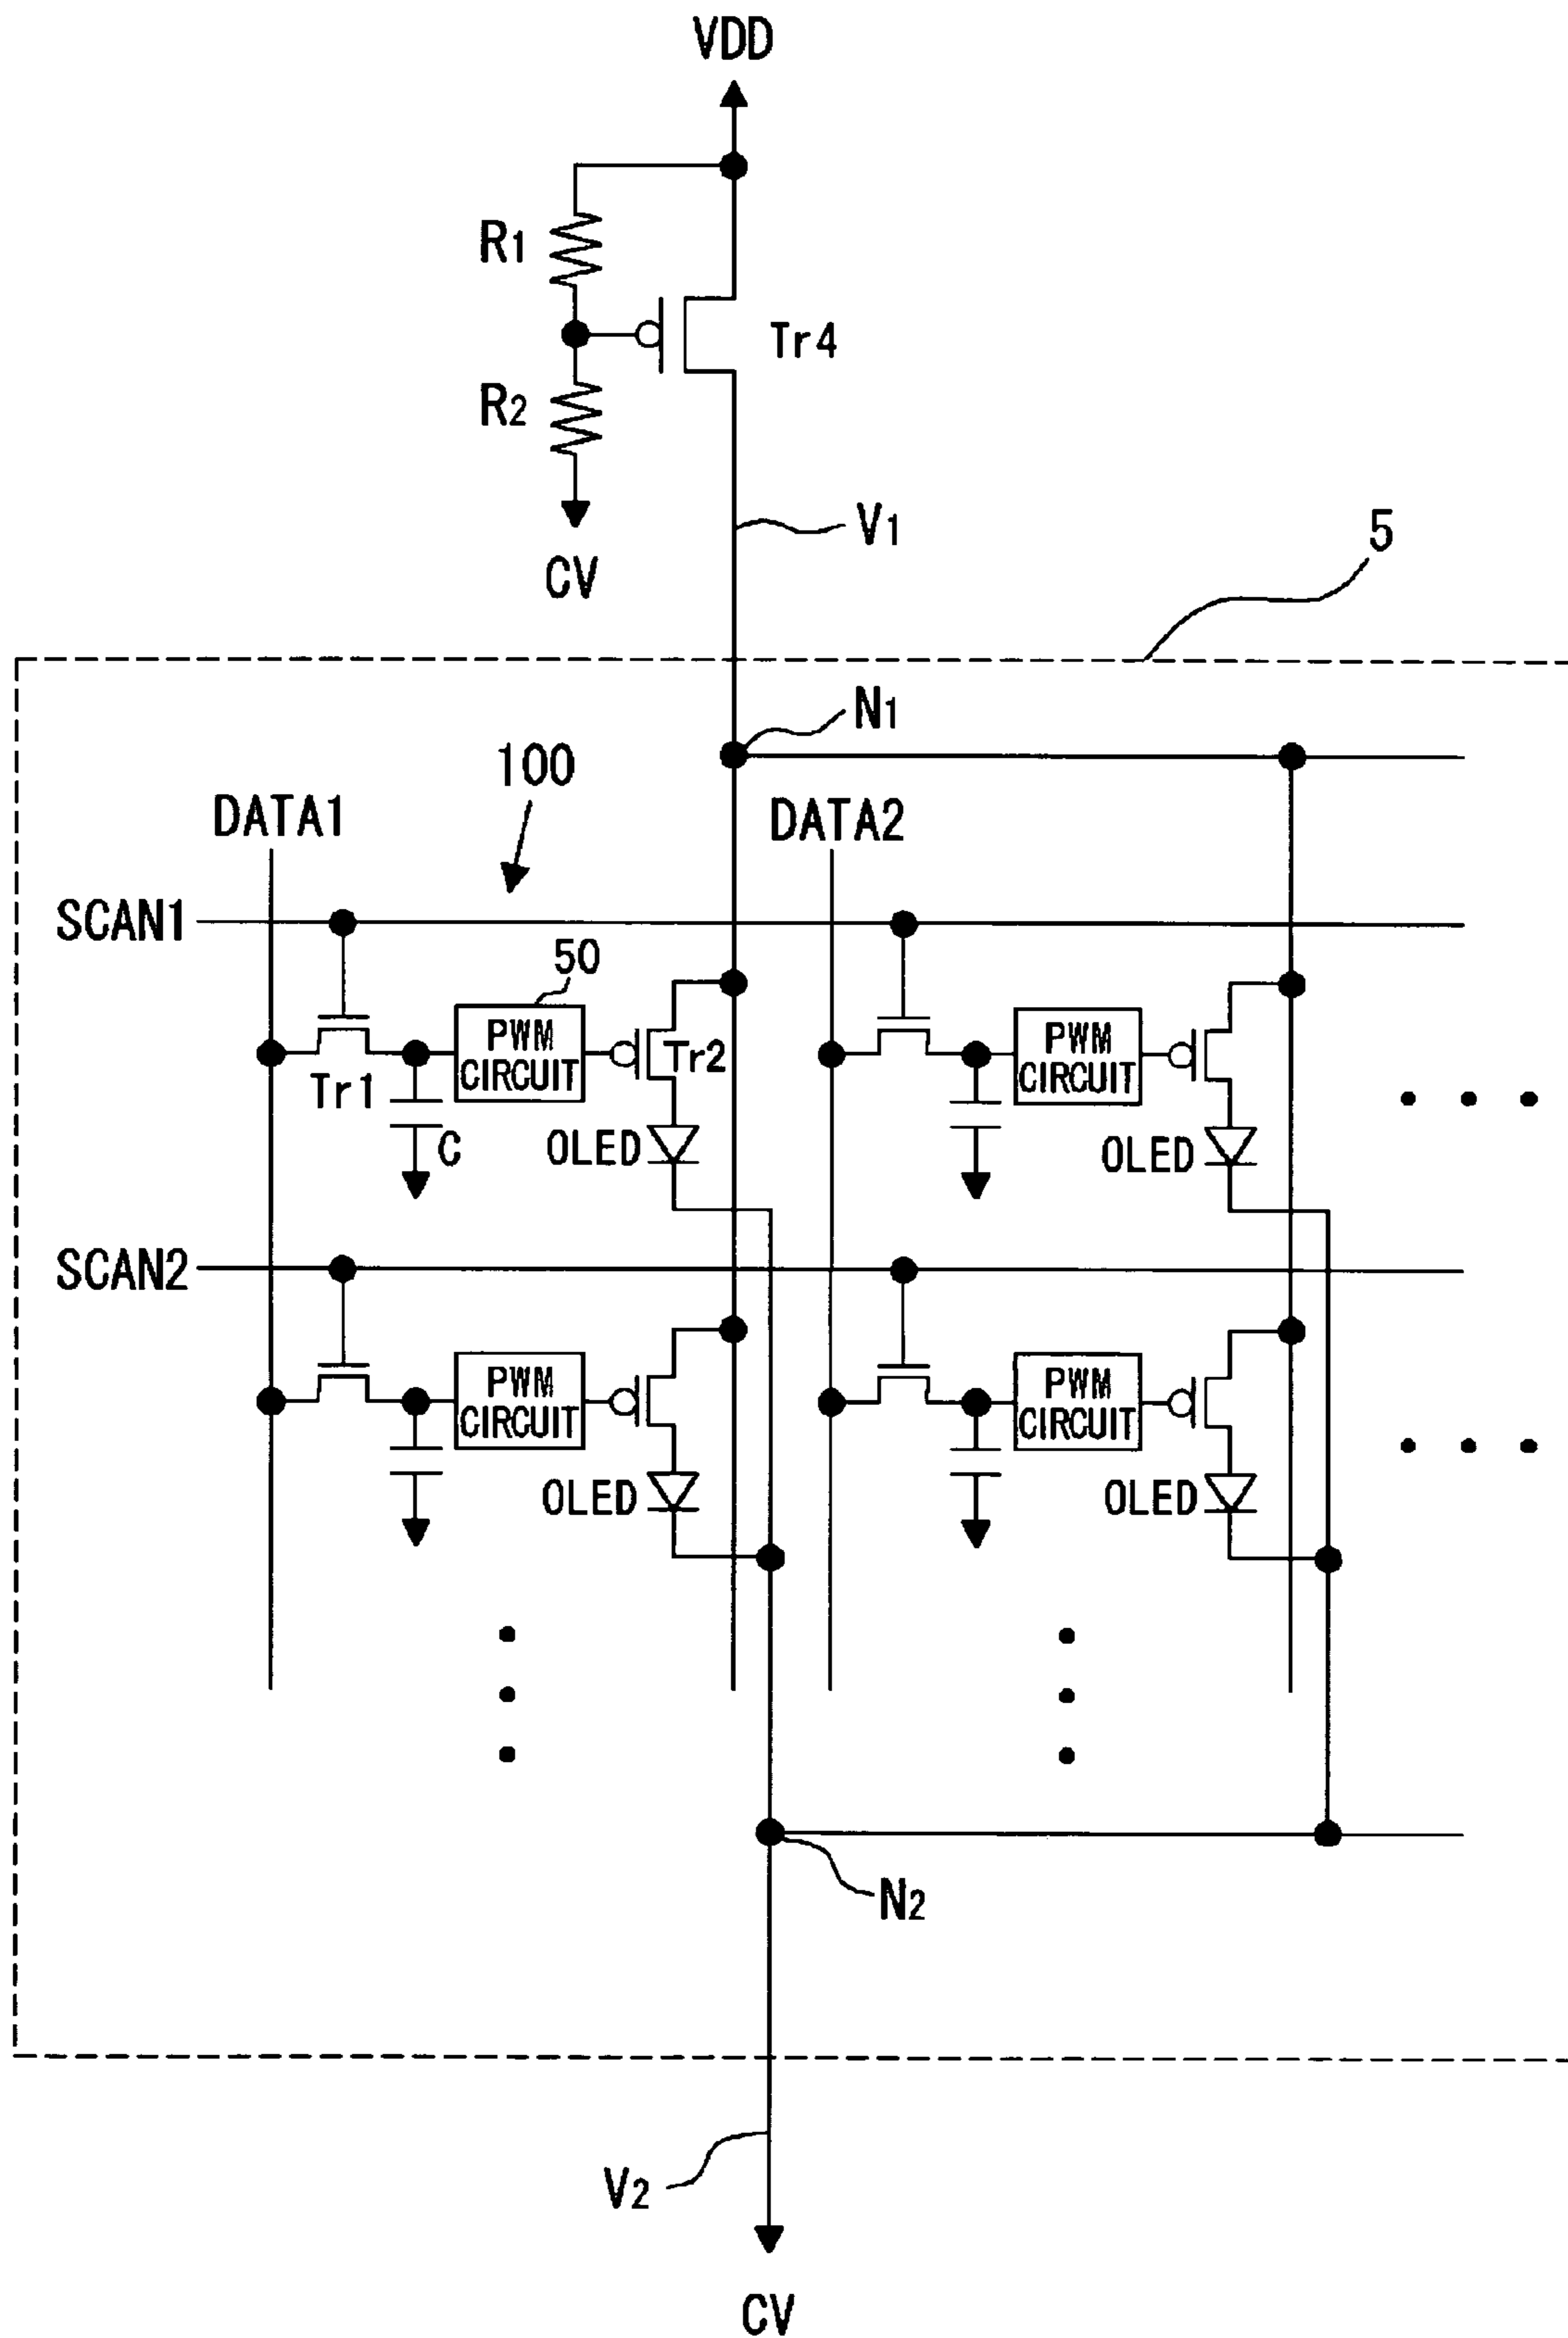 VDD
R1
Tr4
R2
V1
CV
5
N1
100
DATA1
DATA2
SCAN1
50
PWM
CIRCUIT
Tr2
PWM
CIRCUIT
Tr1
C
OLED
OLED
SCAN2
PWM
CIRCUIT
PWM
CIRCUIT
OLED
OLED
N2
V2
CV